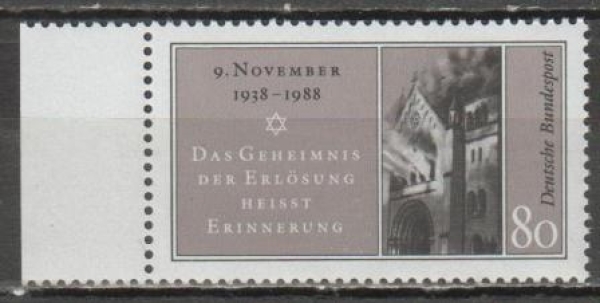 9. NOVEMBER
1938–1988
DAS GEHEIMNIS
DER ERLÖSUNG
HEISST
ERINNERUNG
Deutsche Bundespost
80